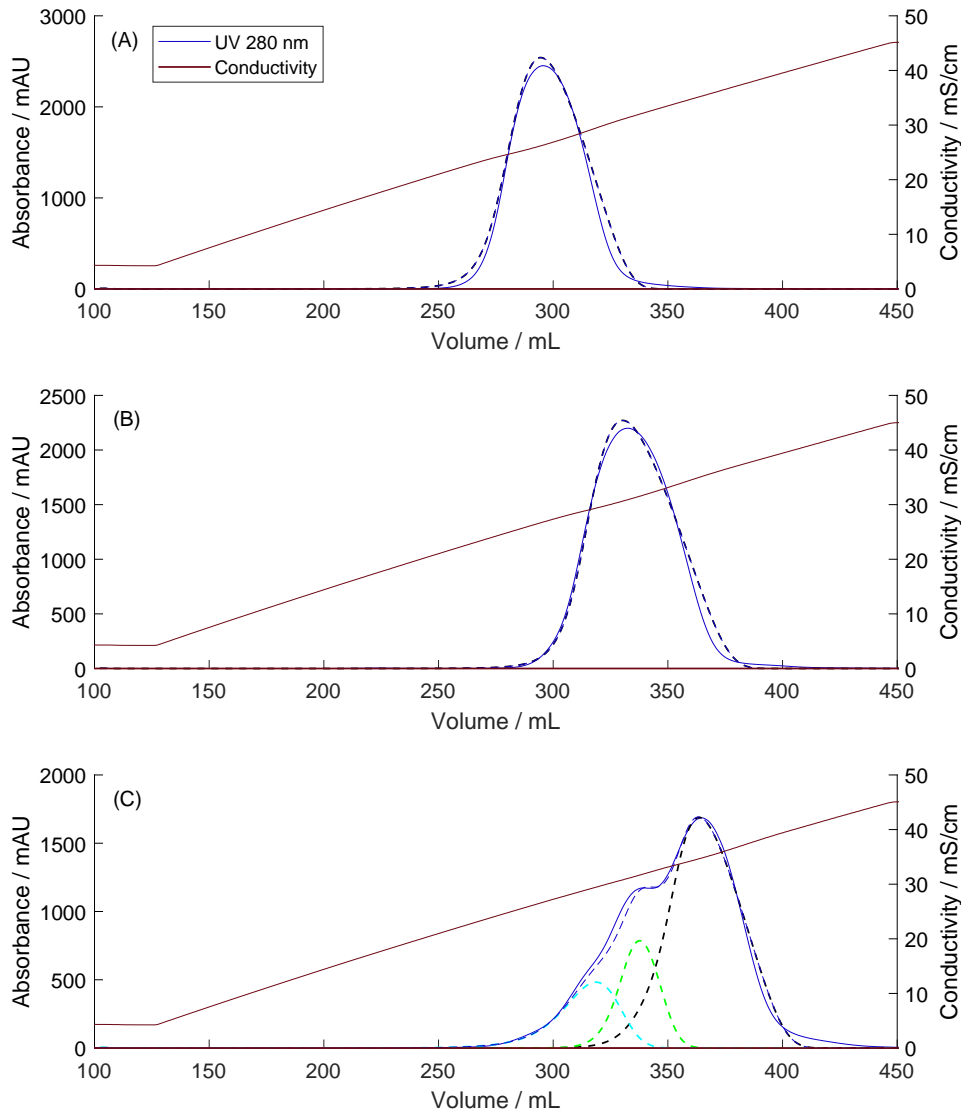 (A)
UV 280 nm
Conductivity
3000
2000
1000
0
Absorbance / mAU
50
40
30
20
10
0
Conductivity / mS/cm
100 150 200 250 300 350 400 450
Volume / mL
(B)
2500
2000
1500
1000
500
0
Absorbance / mAU
50
40
30
20
10
0
Conductivity / mS/cm
100 150 200 250 300 350 400 450
Volume / mL
(C)
2000
1500
1000
500
0
Absorbance / mAU
50
40
30
20
10
0
Conductivity / mS/cm
100 150 200 250 300 350 400 450
Volume / mL